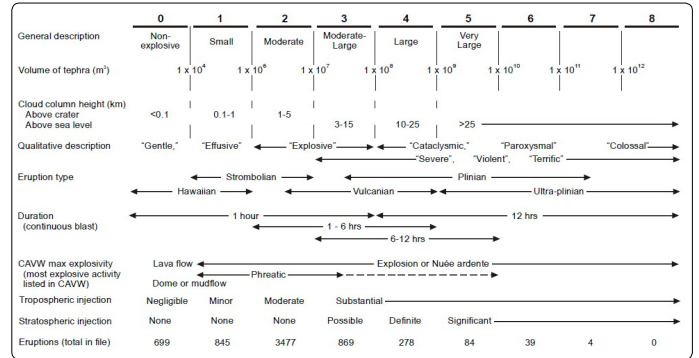 0 1 2 3 4 5 6 7 8
General description Non-explosive Small Moderate Moderate-Large Large Very Large
Volume of tephra (m³) 1 x 10⁴ 1 x 10⁶ 1 x 10⁷ 1 x 10⁸ 1 x 10⁹ 1 x 10¹⁰ 1 x 10¹¹ 1 x 10¹²
Cloud column height (km)
Above crater <0.1 0.1-1 1-5
Above sea level 3-15 10-25 >25
Qualitative description "Gentle," "Effusive" "Explosive" "Cataclysmic," "Paroxysmal" "Colossal"
"Severe", "Violent", "Terrific"
Eruption type Strombolian Plinian
Hawaiian Vulcanian Ultra-plinian
Duration 1 hour 12 hrs
(continuous blast) 1 - 6 hrs
6-12 hrs
CAVW max explosivity Lava flow Explosion or Nuée ardente
(most explosive activity Phreatic
listed in CAVW) Dome or mudflow
Tropospheric injection Negligible Minor Moderate Substantial
Stratospheric injection None None None Possible Definite Significant
Eruptions (total in file) 699 845 3477 869 278 84 39 4 0